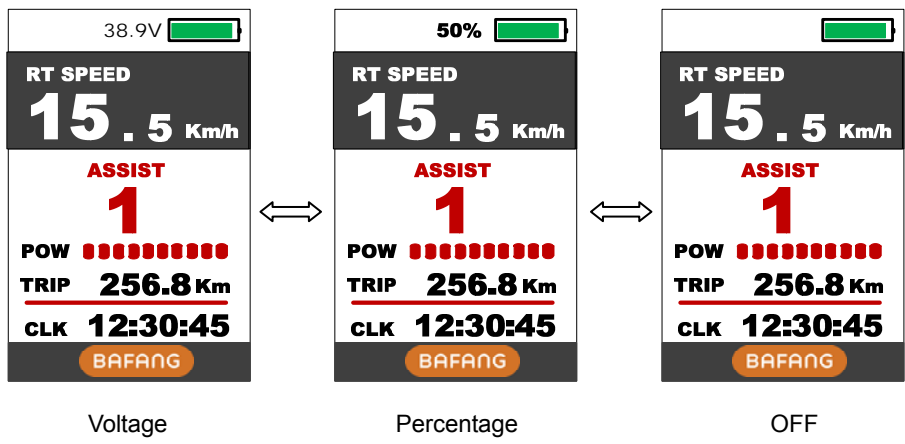 38.9V
RT SPEED
15.5 Km/h
ASSIST
1
POW
TRIP 256.8 Km
CLK 12:30:45
BAFANG
Voltage
50%
RT SPEED
15.5 Km/h
ASSIST
1
POW
TRIP 256.8 Km
CLK 12:30:45
BAFANG
Percentage
RT SPEED
15.5 Km/h
ASSIST
1
POW
TRIP 256.8 Km
CLK 12:30:45
BAFANG
OFF